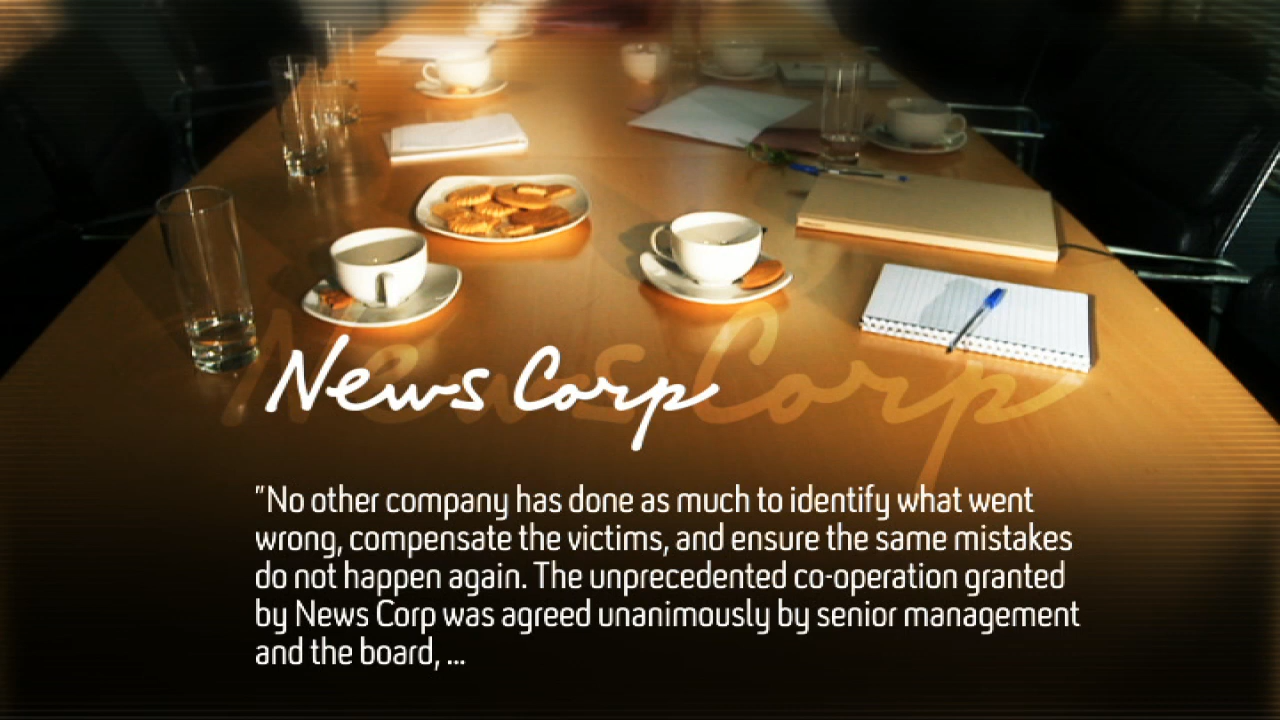 News Corp
"No other company has done as much to identify what went
wrong, compensate the victims, and ensure the same mistakes
do not happen again. The unprecedented co-operation granted
by News Corp was agreed unanimously by senior management
and the board, ...